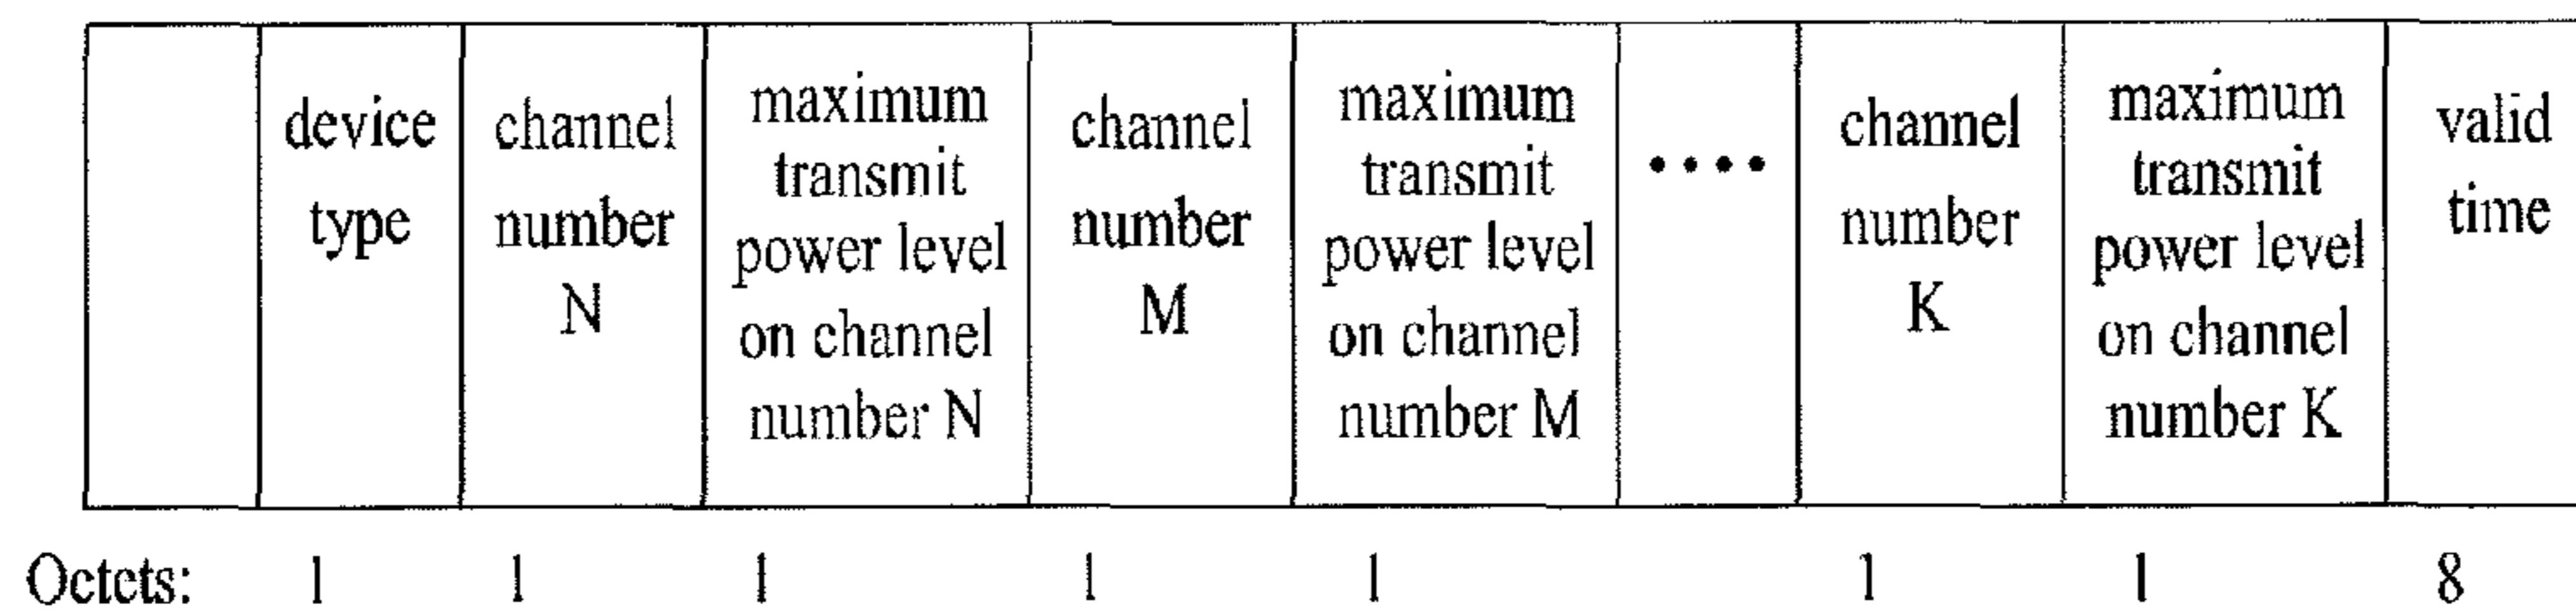 device
type
channel
number
N
maximum
transmit
power level
on channel
number N
channel
number
M
maximum
transmit
power level
on channel
number M
••••
channel
number
K
maximum
transmit
power level
on channel
number K
valid
time
Octets: 1 1 1 1 1 1 1 8